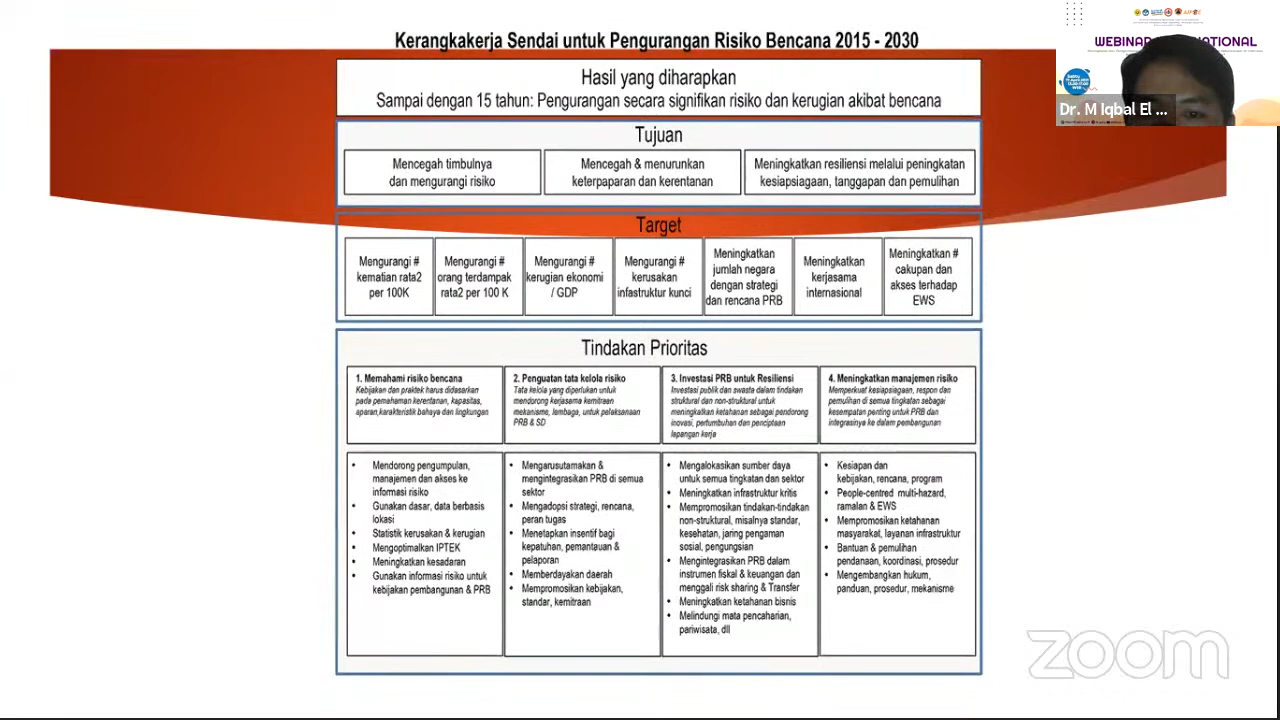 Kerangkakerja Sendai untuk Pengurangan Risiko Bencana 2015 - 2030
Hasil yang diharapkan
Sampai dengan 15 tahun: Pengurangan secara signifikan risiko dan kerugian akibat bencana
Tujuan
Mencegah timbulnya
dan mengurangi risiko
Mencegah & menurunkan
keterpaparan dan kerentanan
Meningkatkan resiliensi melalui peningkatan
kesiapsiagaan, tanggapan dan pemulihan
Target
Mengurangi #
kematian rata2
per 100K
Mengurangi #
orang terdampak
rata2 per 100 K
Mengurangi #
kerugian ekonomi
/ GDP
Mengurangi #
kerusakan
infastruktur kunci
Meningkatkan
jumlah negara
dengan strategi
dan rencana PRB
Meningkatkan
kerjasama
internasional
Meningkatkan #
cakupan dan
akses terhadap
EWS
Tindakan Prioritas
1. Memahami risiko bencana
Kebijakan dan praktek harus didasarkan
pada pemahaman kerentanan, kapasitas,
aparan,karakteristik bahaya dan lingkungan
2. Penguatan tata kelola risiko
Tata kelola yang diperlukan untuk
mendorong kerjasama kemitraan
mekanisme, lembaga, untuk pelaksanaan
PRB & SD
3. Investasi PRB untuk Resiliensi
Investasi publik dan swasta dalam tindakan
struktural dan non-struktural untuk
meningkalkan ketahanan sebagai pendorong
inovasi, pertumbuhan dan penciptaan
lapangan kerja
4. Meningkatkan manajemen risiko
Memperkuat kesiapsiagaan, respon dan
pemulihan di semua tingkatan sebagai
kesempatan penting untuk PRB dan
integrasinya ke dalam pembangunan
• Mendorong pengumpulan,
manajemen dan akses ke
informasi risiko
• Gunakan dasar, data berbasis
lokasi
• Statistik kerusakan & kerugian
• Mengoptimalkan IPTEK
• Meningkatkan kesadaran
• Gunakan informasi risiko untuk
kebijakan pembangunan & PRB
• Mengarusutamakan &
mengintegrasikan PRB di semua
sektor
• Mengadopsi strategi, rencana,
peran tugas
• Menetapkan insentif bagi
kepatuhan, pemantauan &
pelaporan
• Memberdayakan daerah
• Mempromosikan kebijakan,
standar, kemitraan
• Mengalokasikan sumber daya
untuk semua tingkatan dan sektor
• Meningkatkan infrastruktur kritis
• Mempromosikan tindakan-tindakan
non-struktural, misalnya standar,
kesehatan, jaring pengaman
sosial, pengungsian
• Mengintegrasikan PRB dalam
instrumen fiskal & keuangan dan
menggali risk sharing & Transfer
• Meningkatkan ketahanan bisnis
• Melindungi mata pencaharian,
pariwisata, dll
• Kesiapan dan
kebijakan, rencana, program
• People-centred multi-hazard,
ramalan & EWS
• Mempromosikan ketahanan
masyarakat, layanan infrastruktur
• Bantuan & pemulihan
pendanaan, koordinasi, prosedur
• Mengembangkan hukum,
panduan, prosedur, mekanisme
WEBINAR
Dr. M Iqbal El ...
zoom